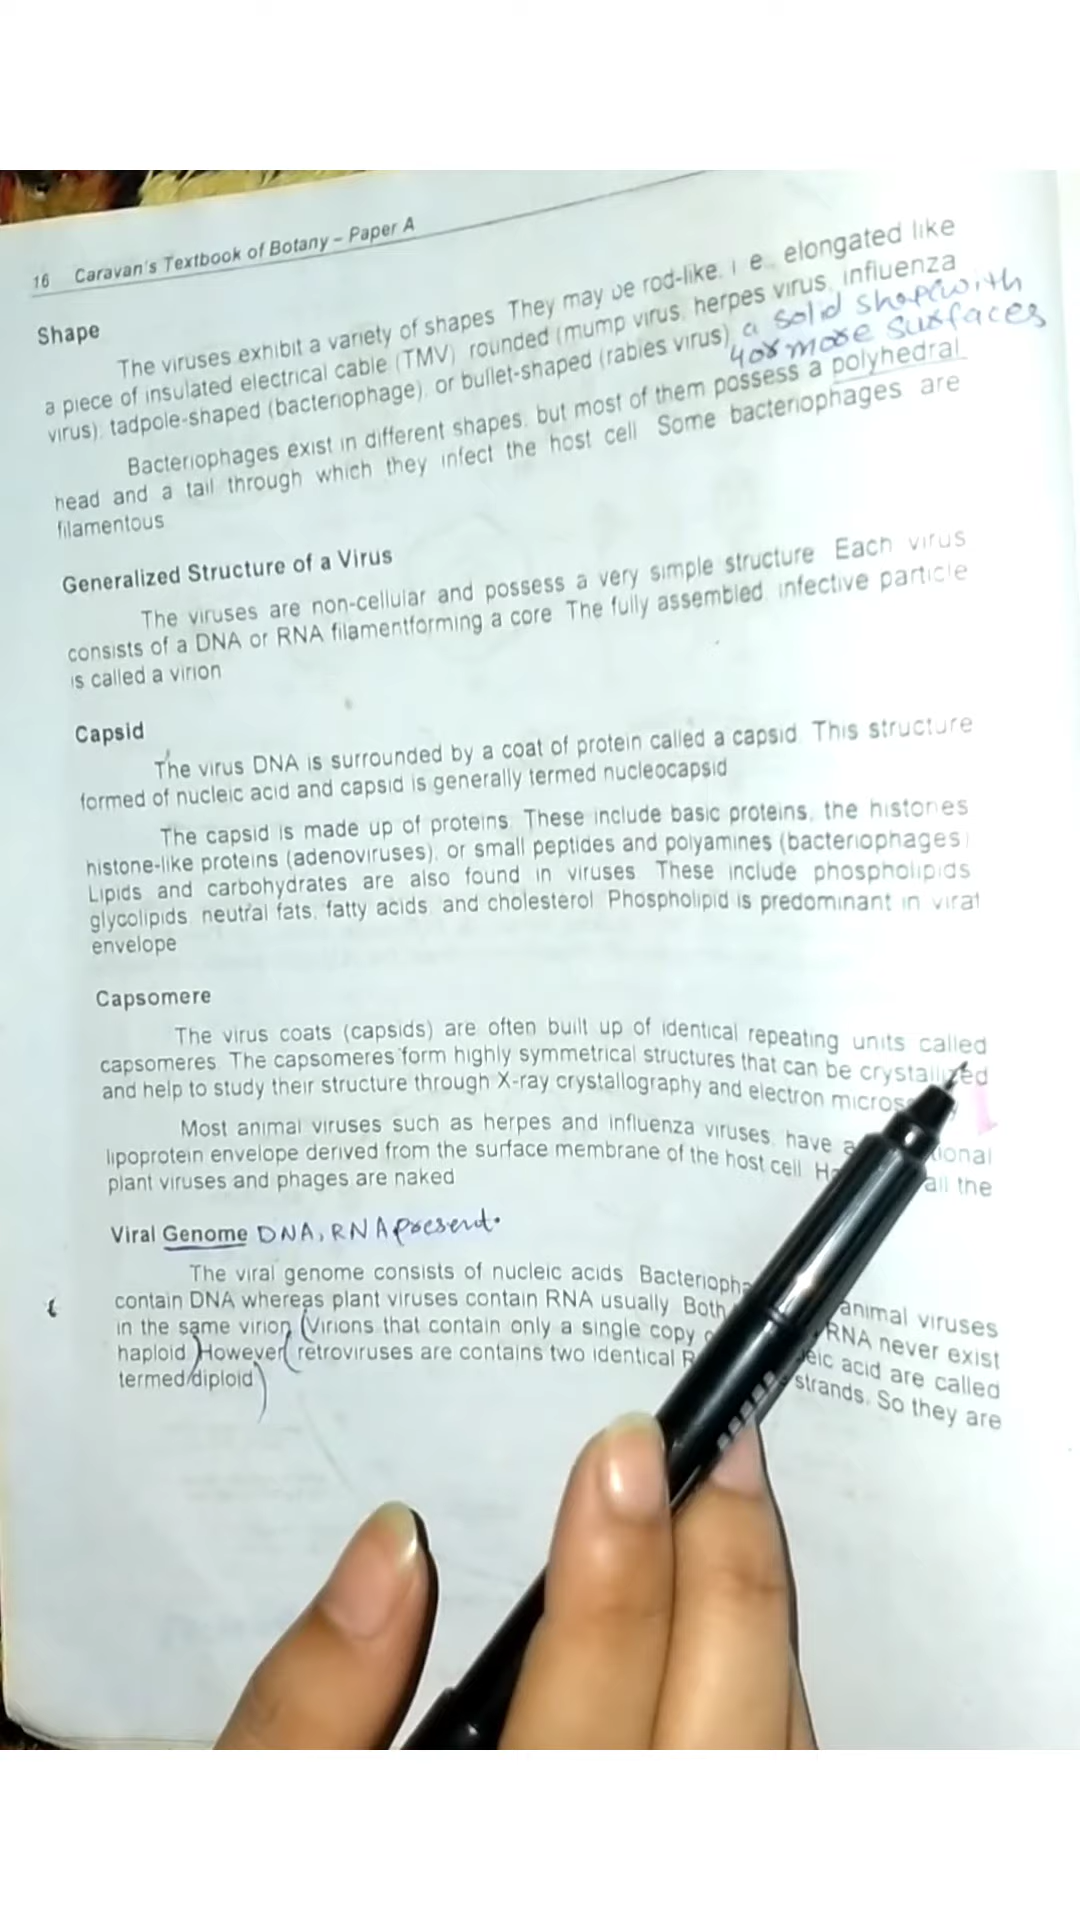 16 Caravan's Textbook of Botany – Paper A
Shape
The viruses exhibit a variety of shapes They may be rod-like, i e., elongated like
a piece of insulated electrical cable (TMV) rounded (mump virus, herpes virus, influenza
virus), tadpole-shaped (bacteriophage), or bullet-shaped (rabies virus),
a solid shape with
4 or more surfaces
Bacteriophages exist in different shapes, but most of them possess a polyhedral
head and a tail through which they infect the host cell Some bacteriophages are
filamentous
Generalized Structure of a Virus
The viruses are non-cellular and possess a very simple structure Each virus
consists of a DNA or RNA filamentforming a core The fully assembled, infective particle
is called a virion
Capsid
The virus DNA is surrounded by a coat of protein called a capsid. This structure
formed of nucleic acid and capsid is generally termed nucleocapsid
The capsid is made up of proteins These include basic proteins, the histones
histone-like proteins (adenoviruses), or small peptides and polyamines (bacteriophages)
Lipids and carbohydrates are also found in viruses These include phospholipids
glycolipids, neutral fats, fatty acids and cholesterol Phospholipid is predominant in viral
envelope
Capsomere
The virus coats (capsids) are often built up of identical repeating units called
capsomeres. The capsomeres form highly symmetrical structures that can be crystallized
and help to study their structure through X-ray crystallography and electron micros
Most animal viruses such as herpes and influenza viruses, have a tional
lipoprotein envelope derived from the surface membrane of the host cell H all the
plant viruses and phages are naked
Viral Genome DNA, RNA present.
The viral genome consists of nucleic acids Bacterioph animal viruses
contain DNA whereas plant viruses contain RNA usually Both RNA never exist
in the same virion (Virions that contain only a single copy eic acid are called
haploid.) However (retroviruses are contains two identical R strands. So they are
termed diploid)